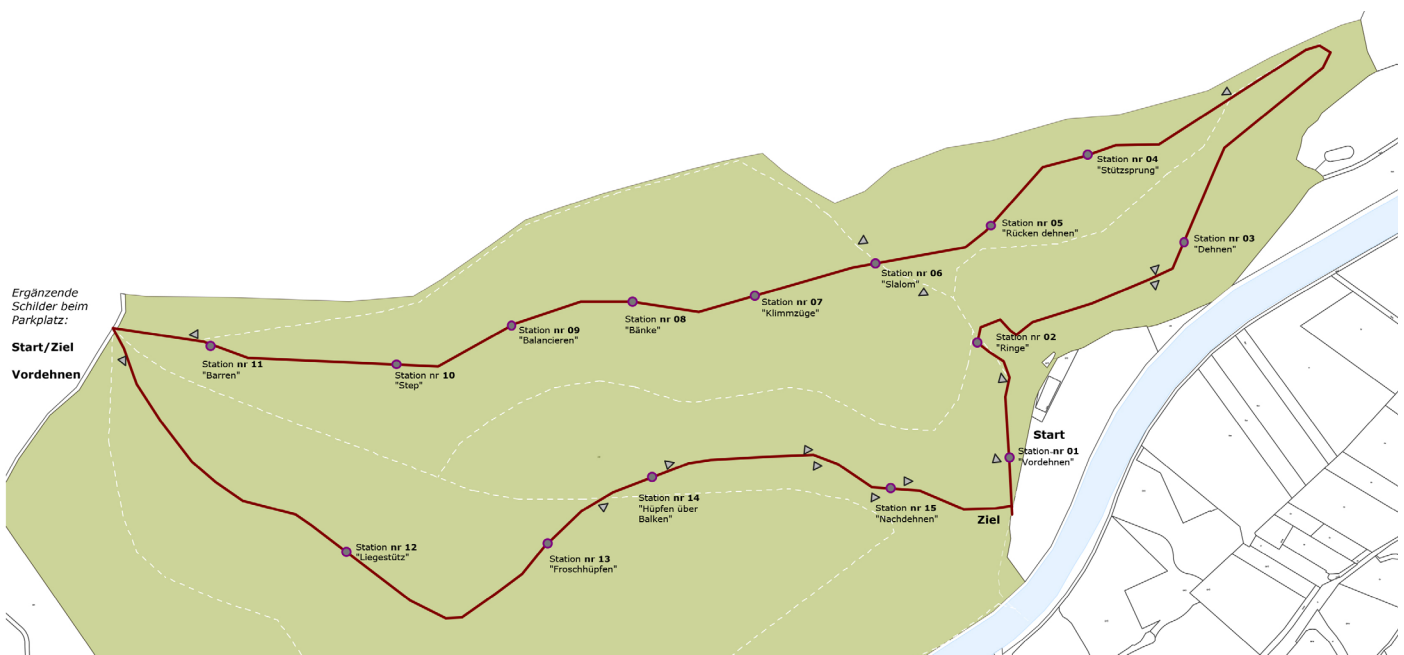 Ergänzende
Schilder beim
Parkplatz:
Start/Ziel
Vordehnen
Start
Station nr 01
"Vordehnen"
Station nr 02
"Ringe"
Station nr 03
"Dehnen"
Station nr 04
"Stützsprung"
Station nr 05
"Rücken dehnen"
Station nr 06
"Slalom"
Station nr 07
"Klimmzüge"
Station nr 08
"Bänke"
Station nr 09
"Balancieren"
Station nr 10
"Step"
Station nr 11
"Barren"
Station nr 12
"Liegestütz"
Station nr 13
"Froschhüpfen"
Station nr 14
"Hüpfen über
Balken"
Station nr 15
"Nachdehnen"
Ziel